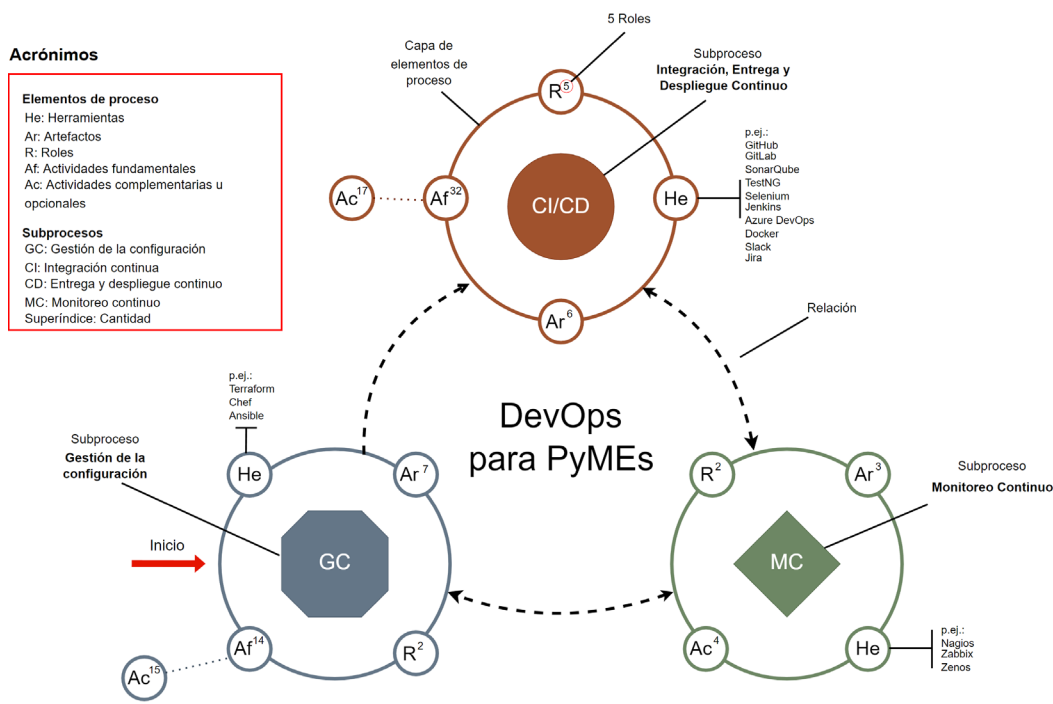 Acrónimos
Elementos de proceso
He: Herramientas
Ar: Artefactos
R: Roles
Af: Actividades fundamentales
Ac: Actividades complementarias u
opcionales
Subprocesos
GC: Gestión de la configuración
CI: Integración continua
CD: Entrega y despliegue continuo
MC: Monitoreo continuo
Superíndice: Cantidad
5 Roles
Capa de
elementos de
proceso
Subproceso
Integración, Entrega y
Despliegue Continuo
R5
Ac17
Af32
CI/CD
He
p.ej.:
GitHub
GitLab
SonarQube
TestNG
Selenium
Jenkins
Azure DevOps
Docker
Slack
Jira
Ar6
Relación
DevOps
para PyMEs
p.ej.:
Terraform
Chef
Ansible
Subproceso
Gestión de la
configuración
He
Ar7
Inicio
GC
Af14
R2
Ac15
R2
Ar3
Subproceso
Monitoreo Continuo
MC
Ac4
He
p.ej.:
Nagios
Zabbix
Zenos